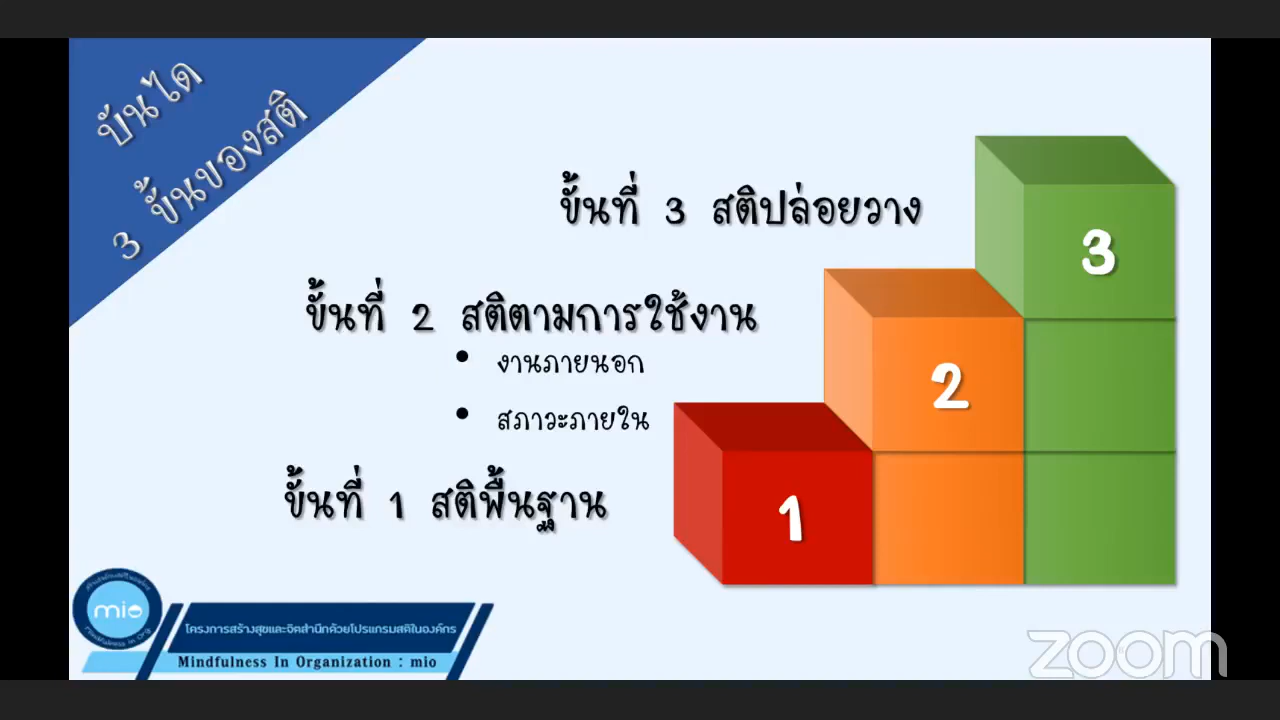 บันได
3 ขั้นของสติ
ขั้นที่ 3 สติปล่อยวาง
3
ขั้นที่ 2 สติตามการใช้งาน
• งานภายนอก
• สภาวะภายใน
2
ขั้นที่ 1 สติพื้นฐาน
1
mio
Mindfulness In Org
โครงการสร้างสุขและจิตสำนึกด้วยโปรแกรมสติในองค์กร
Mindfulness In Organization : mio
zoom